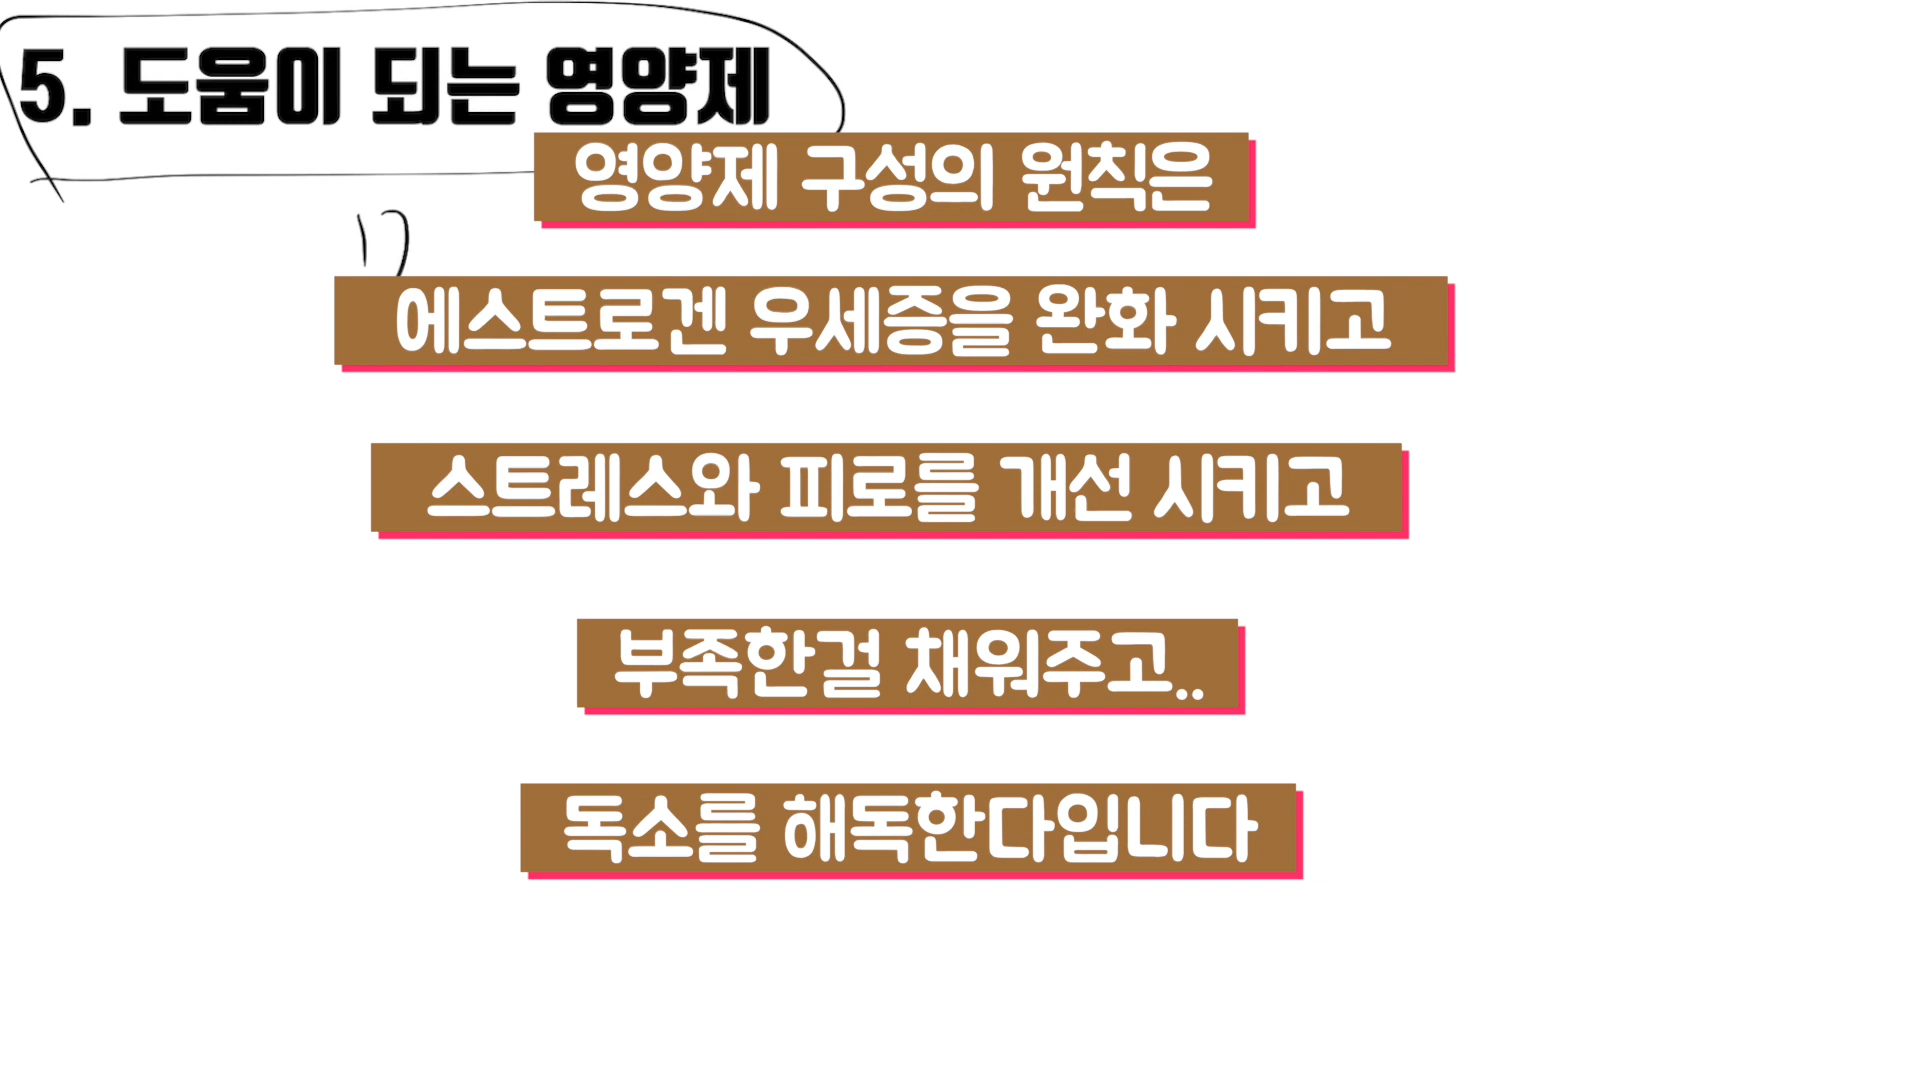 5. 도움이 되는 영양제
영양제 구성의 원칙은
1)
에스트로겐 우세증을 완화 시키고
스트레스와 피로를 개선 시키고
부족한걸 채워주고..
독소를 해독한다입니다